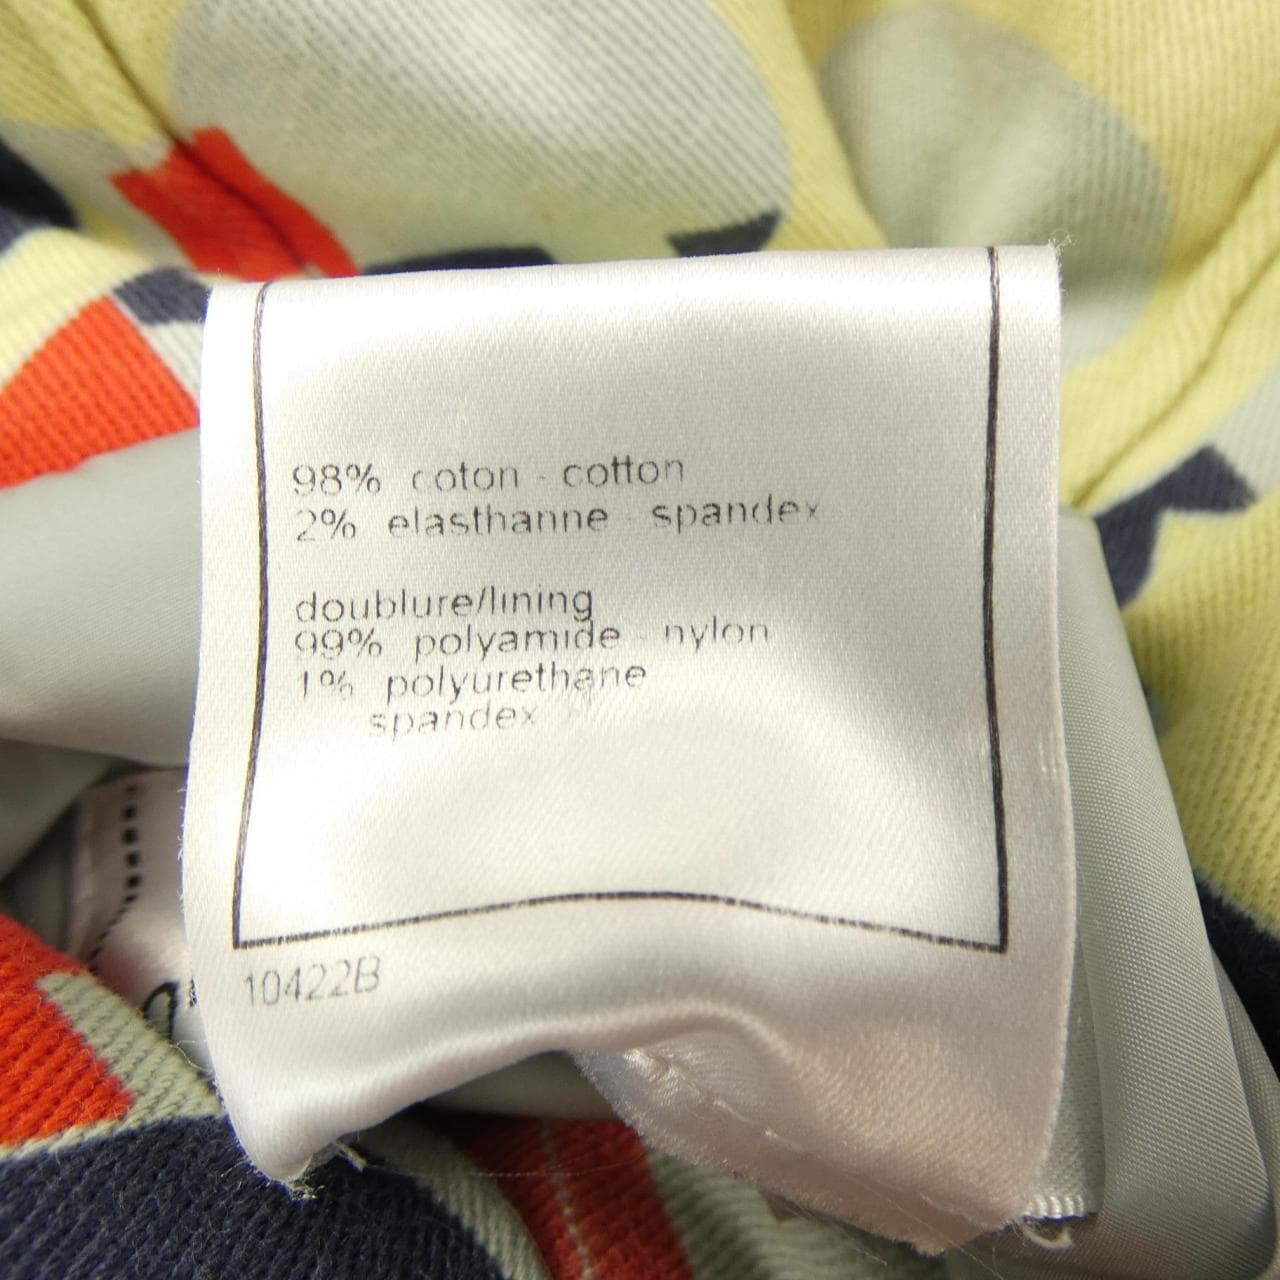 98% coton - cotton
2% elasthanne - spandex
doublure/lining
99% polyamide - nylon
1% polyurethane
spandex
10422B